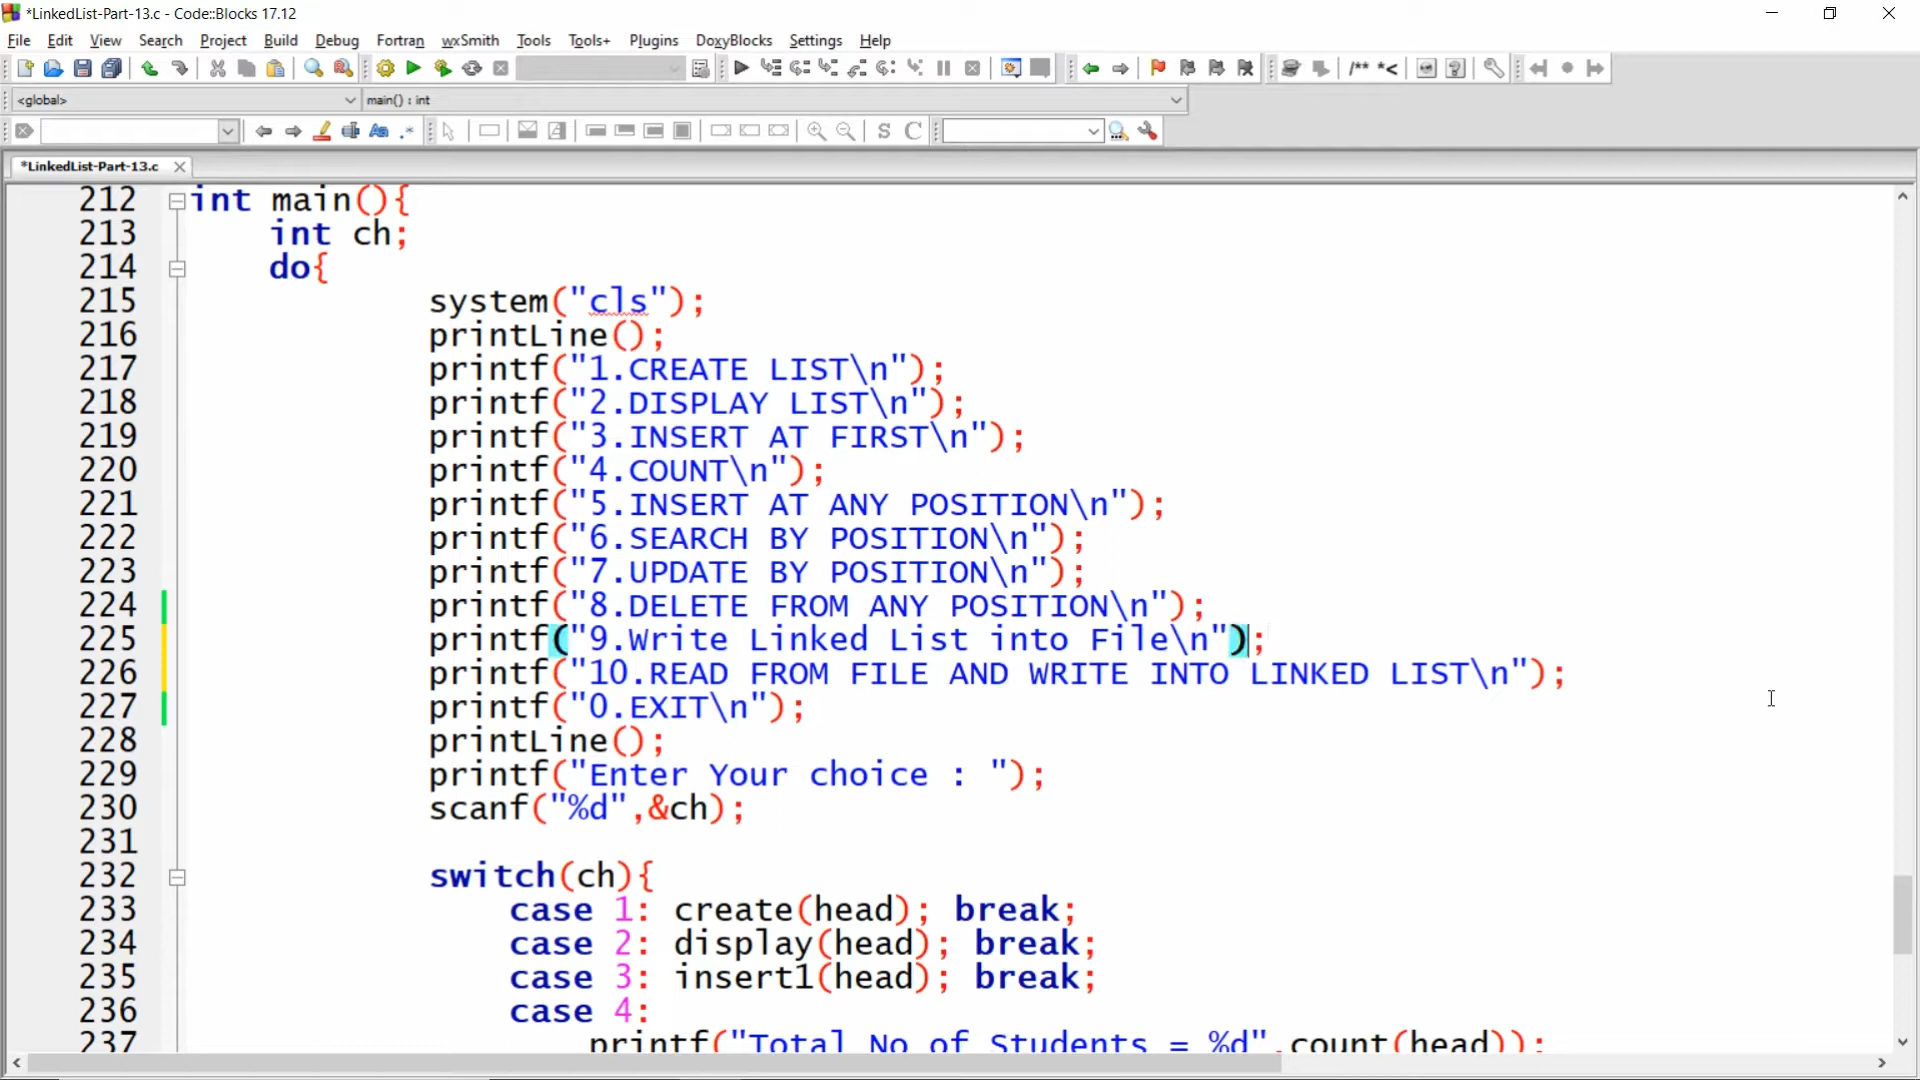 *LinkedList-Part-13.c - Code::Blocks 17.12
File Edit View Search Project Build Debug Fortran wxSmith Tools Tools+ Plugins DoxyBlocks Settings Help
/** *<
<global> main() : int
Aa .* S C
*LinkedList-Part-13.c
212 int main(){
213 int ch;
214 do{
215 system("cls");
216 printLine();
217 printf("1.CREATE LIST\n");
218 printf("2.DISPLAY LIST\n");
219 printf("3.INSERT AT FIRST\n");
220 printf("4.COUNT\n");
221 printf("5.INSERT AT ANY POSITION\n");
222 printf("6.SEARCH BY POSITION\n");
223 printf("7.UPDATE BY POSITION\n");
224 printf("8.DELETE FROM ANY POSITION\n");
225 printf("9.Write Linked List into File\n");
226 printf("10.READ FROM FILE AND WRITE INTO LINKED LIST\n");
227 printf("0.EXIT\n");
228 printLine();
229 printf("Enter Your choice : ");
230 scanf("%d",&ch);
231
232 switch(ch){
233 case 1: create(head); break;
234 case 2: display(head); break;
235 case 3: insert1(head); break;
236 case 4:
237 printf("Total No of Students = %d",count(head));